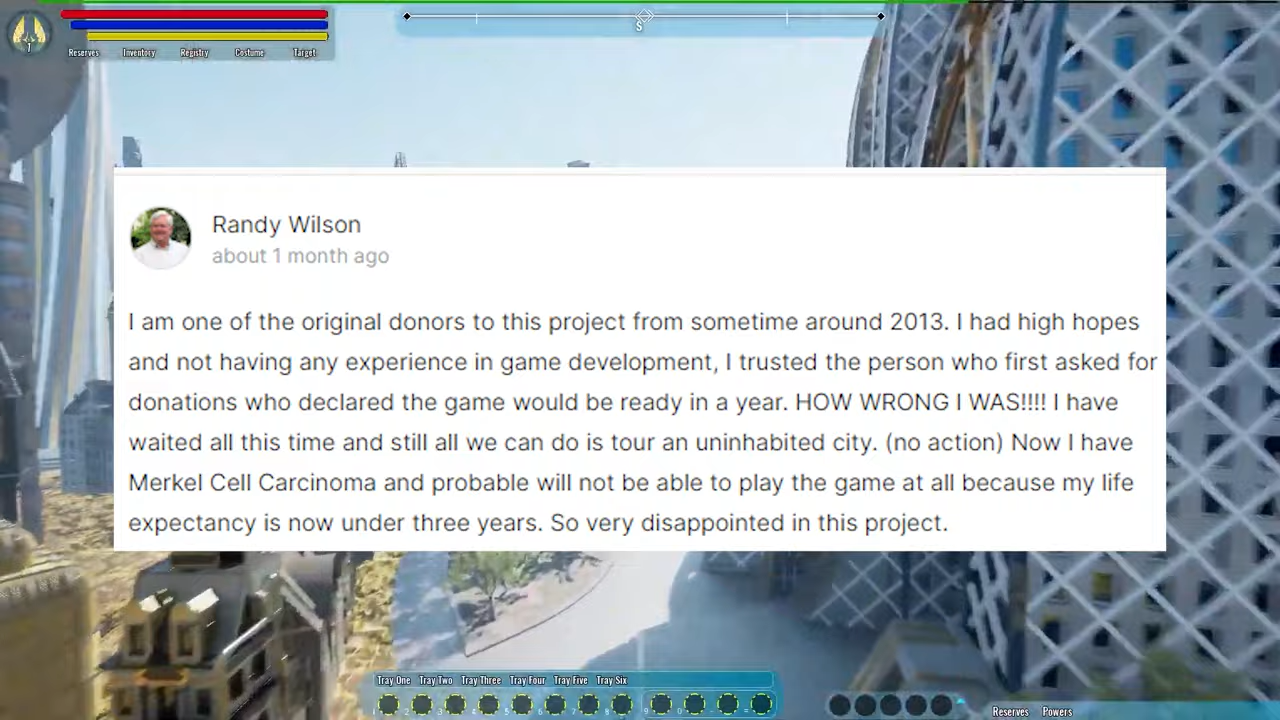 Reserves Inventory Registry Costume Target
S
Randy Wilson
about 1 month ago
I am one of the original donors to this project from sometime around 2013. I had high hopes
and not having any experience in game development, I trusted the person who first asked for
donations who declared the game would be ready in a year. HOW WRONG I WAS!!!! I have
waited all this time and still all we can do is tour an uninhabited city. (no action) Now I have
Merkel Cell Carcinoma and probable will not be able to play the game at all because my life
expectancy is now under three years. So very disappointed in this project.
Tray One Tray Two Tray Three Tray Four Tray Five Tray Six
Reserves Powers